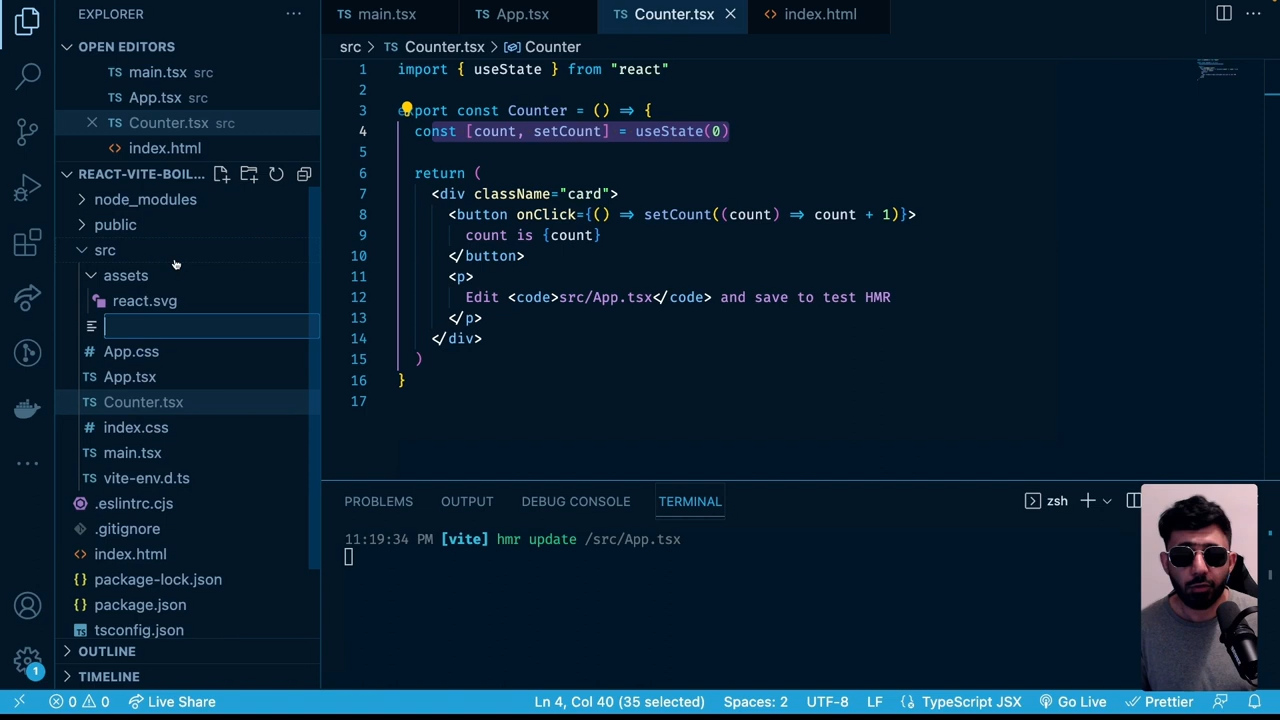 EXPLORER
OPEN EDITORS
TS main.tsx src
TS App.tsx src
TS Counter.tsx src
<> index.html
REACT-VITE-BOIL...
node_modules
public
src
assets
react.svg
# App.css
TS App.tsx
TS Counter.tsx
# index.css
TS main.tsx
TS vite-env.d.ts
.eslintrc.cjs
.gitignore
<> index.html
{} package-lock.json
{} package.json
TS tsconfig.json
OUTLINE
TIMELINE
1
TS main.tsx
TS App.tsx
TS Counter.tsx
<> index.html
src > TS Counter.tsx > Counter
1 import { useState } from "react"
2
3 export const Counter = () ⇒ {
4 const [count, setCount] = useState(0)
5
6 return (
7 <div className="card">
8 <button onClick={() ⇒ setCount((count) ⇒ count + 1)}>
9 count is {count}
10 </button>
11 <p>
12 Edit <code>src/App.tsx</code> and save to test HMR
13 </p>
14 </div>
15 )
16 }
17
PROBLEMS OUTPUT DEBUG CONSOLE TERMINAL
zsh
11:19:34 PM [vite] hmr update /src/App.tsx
0 0 Live Share
Ln 4, Col 40 (35 selected) Spaces: 2 UTF-8 LF {} TypeScript JSX Go Live Prettier